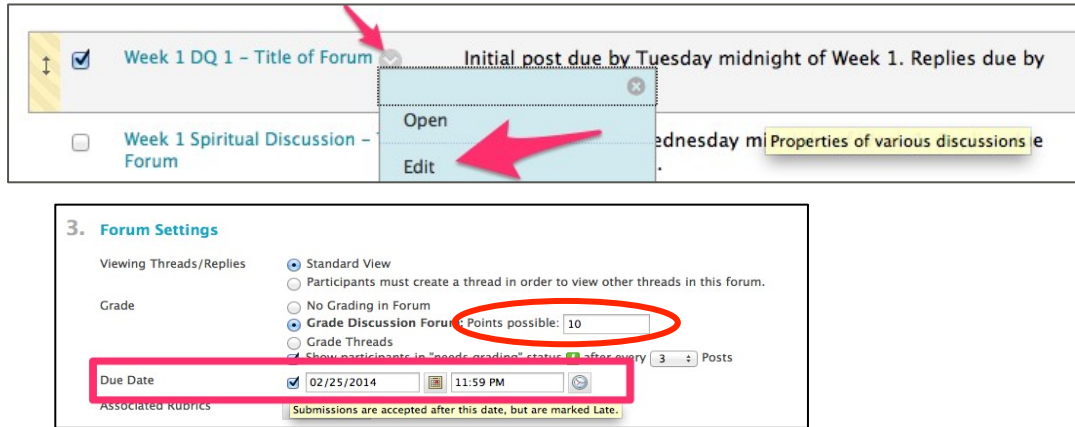 Week 1 DQ 1 – Title of Forum Initial post due by Tuesday midnight of Week 1. Replies due by
Open
Week 1 Spiritual Discussion – ednesday mi Properties of various discussions e
Forum
Edit
3. Forum Settings
Viewing Threads/Replies Standard View
Participants must create a thread in order to view other threads in this forum.
Grade No Grading in Forum
Grade Discussion Forum: Points possible: 10
Grade Threads
Show participants in "needs grading" status after every 3 Posts
Due Date 02/25/2014 11:59 PM
Associated Rubrics Submissions are accepted after this date, but are marked Late.